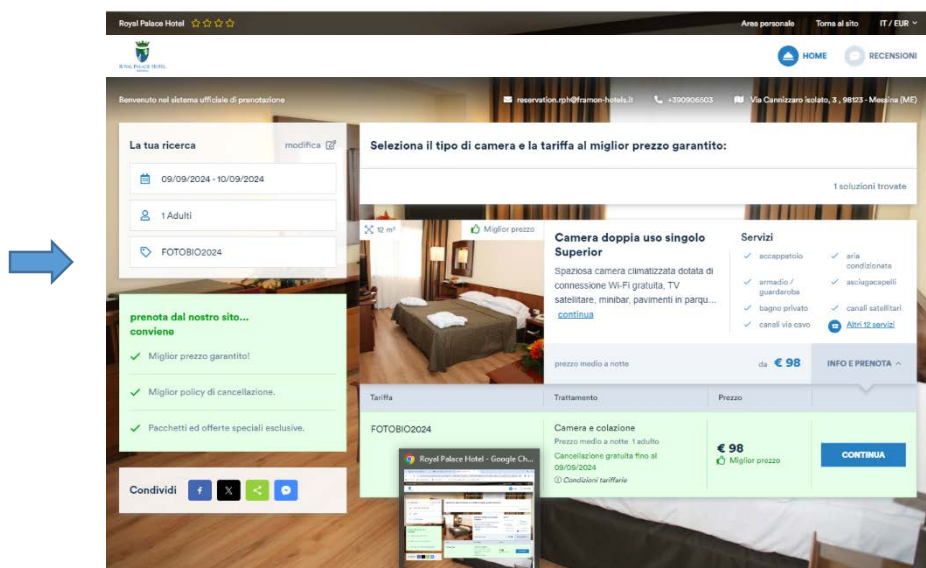 Royal Palace Hotel
Area personale Torna al sito IT / EUR
ROYAL PALACE HOTEL
HOME RECENSIONI
Benvenuto nel sistema ufficiale di prenotazione
reservation.rph@framon-hotels.it +390906503 Via Cannizzaro isolato, 3 , 98123 - Messina (ME)
La tua ricerca modifica
09/09/2024 - 10/09/2024
1 Adulti
FOTOBIO2024
prenota dal nostro sito...
conviene
Miglior prezzo garantito!
Miglior policy di cancellazione.
Pacchetti ed offerte speciali esclusive.
Condividi
Seleziona il tipo di camera e la tariffa al miglior prezzo garantito:
1 soluzioni trovate
12 m² Miglior prezzo
Camera doppia uso singolo
Superior
Spaziosa camera climatizzata dotata di
connessione Wi-Fi gratuita, TV
satellitare, minibar, pavimenti in parqu...
continua
Servizi
accappatoio
aria
condizionata
armadio /
guardaroba
asciugacapelli
bagno privato
canali satellitari
canali via cavo
Altri 12 servizi
prezzo medio a notte da € 98 INFO E PRENOTA
Tariffa Trattamento Prezzo
FOTOBIO2024
Camera e colazione
Prezzo medio a notte 1 adulto
Cancellazione gratuita fino al
09/09/2024
Condizioni tariffarie
€ 98
Miglior prezzo
CONTINUA
Royal Palace Hotel - Google Ch...